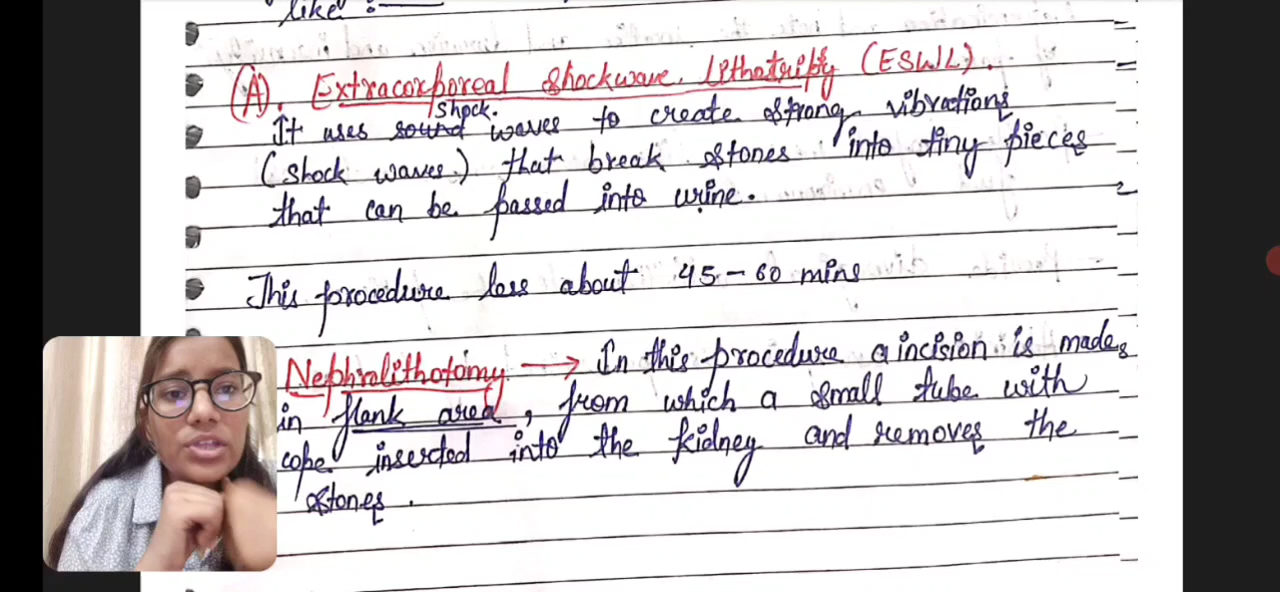 like :-
(A). Extracorporeal shockwave lithotripty (ESWL).
shock.
It uses sound waves to create strong vibrations
(shock waves.) that break stones into tiny pieces
that can be passed into urine.
This procedure less about 45 - 60 mins
Nephrolithotomy → In this procedure a incision is made
in flank area, from which a small tube with
cope inserted into the kidney and removes the
stones.